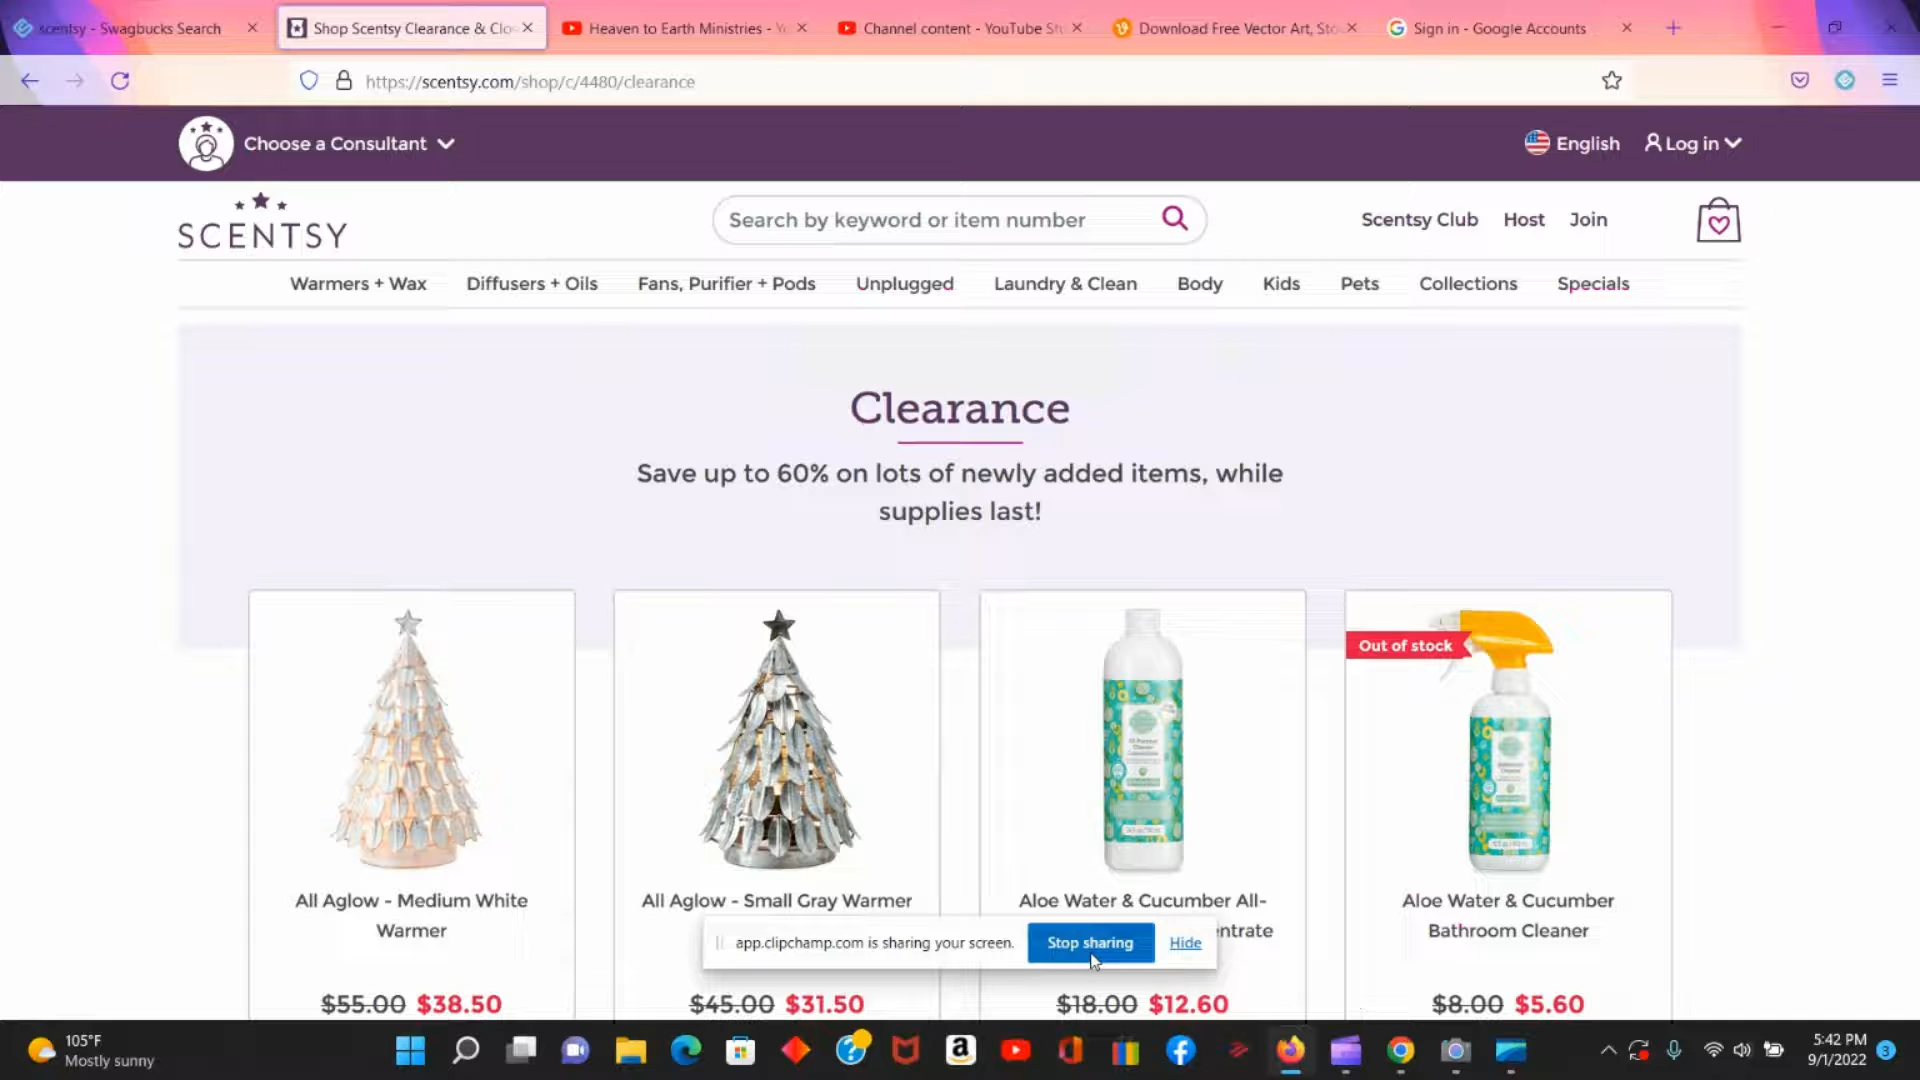 scentsy - Swagbucks Search
Shop Scentsy Clearance & Clo
Heaven to Earth Ministries - Y
Channel content - YouTube St
Download Free Vector Art, Sto
Sign in - Google Accounts
https://scentsy.com/shop/c/4480/clearance
Choose a Consultant
English
Log in
SCENTSY
Search by keyword or item number
Scentsy Club
Host
Join
Warmers + Wax
Diffusers + Oils
Fans, Purifier + Pods
Unplugged
Laundry & Clean
Body
Kids
Pets
Collections
Specials
Clearance
Save up to 60% on lots of newly added items, while
supplies last!
Out of stock
All Aglow - Medium White
Warmer
All Aglow - Small Gray Warmer
Aloe Water & Cucumber All-
entrate
Aloe Water & Cucumber
Bathroom Cleaner
app.clipchamp.com is sharing your screen.
Stop sharing
Hide
$55.00 $38.50
$45.00 $31.50
$18.00 $12.60
$8.00 $5.60
105°F
Mostly sunny
5:42 PM
9/1/2022
3